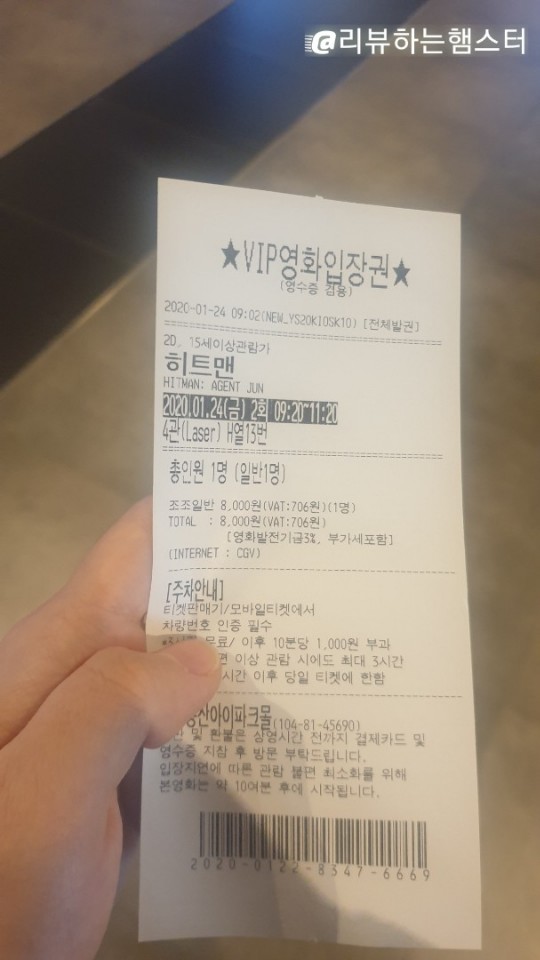 @리뷰하는햄스터
★VIP영화입장권★
(영수증 겸용)
2020-01-24 09:02(NEW_YS20KIOSK10) [전체발권]
2D, 15세이상관람가
히트맨
HITMAN: AGENT JUN
2020.01.24(금) 2회 09:20~11:20
4관(Laser) H열13번
총인원 1명 (일반1명)
조조일반 8,000원(VAT:706원)(1명)
TOTAL : 8,000원(VAT:706원)
[영화발전기금3%, 부가세포함]
(INTERNET : CGV)
[주차안내]
티켓판매기/모바일티켓에서
차량번호 인증 필수
무료/ 이후 10분당 1,000원 부과
편 이상 관람 시에도 최대 3시간
시간 이후 당일 티켓에 한함
산아이파크몰(104-81-45690)
및 환불은 상영시간 전까지 결제카드 및
영수증 지참 후 방문 부탁드립니다.
입장지연에 따른 관람 불편 최소화를 위해
본영화는 약 10여분 후에 시작됩니다.
2020-0122-8347-6669